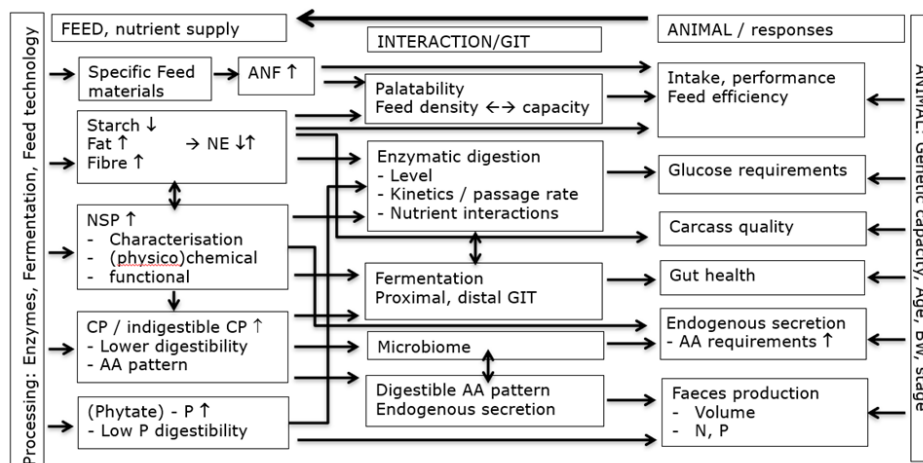 Processing: Enzymes, Fermentation, Feed technology
FEED, nutrient supply
INTERACTION/GIT
ANIMAL / responses
Specific Feed
materials
ANF ↑
Palatability
Feed density ←→ capacity
Intake, performance
Feed efficiency
Starch ↓
Fat ↑ → NE ↓↑
Fibre ↑
Enzymatic digestion
- Level
- Kinetics / passage rate
- Nutrient interactions
Glucose requirements
NSP ↑
- Characterisation
- (physico)chemical
- functional
Carcass quality
Fermentation
Proximal, distal GIT
Gut health
CP / indigestible CP ↑
- Lower digestibility
- AA pattern
Microbiome
Endogenous secretion
- AA requirements ↑
Digestible AA pattern
Endogenous secretion
Faeces production
- Volume
- N, P
(Phytate) - P ↑
- Low P digestibility
ANIMAL: Genetic capacity, Age, BW, stage